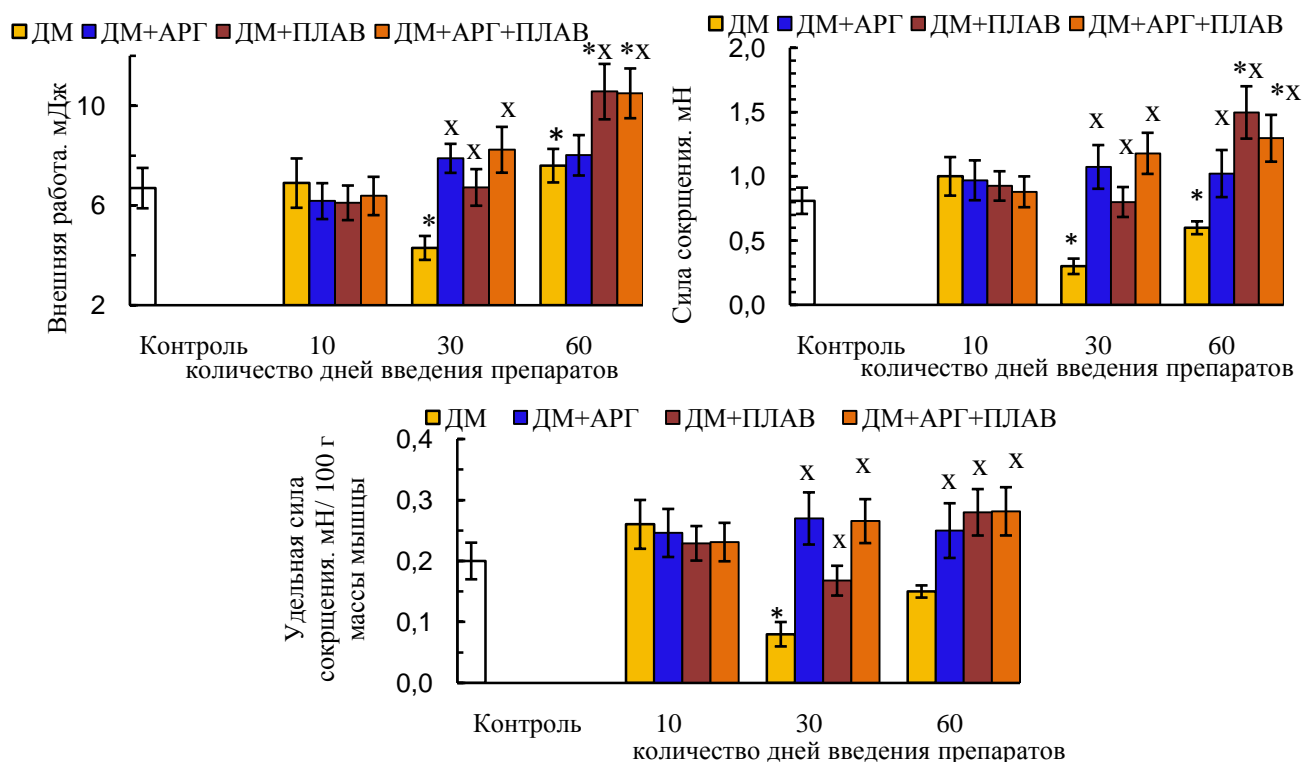 ДМ ДМ+АРГ ДМ+ПЛАВ ДМ+АРГ+ПЛАВ
Внешняя работа. мДж
10
6
2
* x x x * *x *x
Контроль 10 30 60
количество дней введения препаратов
ДМ ДМ+АРГ ДМ+ПЛАВ ДМ+АРГ+ПЛАВ
Сила сокрщения. мН
2,0
1,5
1,0
0,5
0,0
* x x x * x *x *x
Контроль 10 30 60
количество дней введения препаратов
ДМ ДМ+АРГ ДМ+ПЛАВ ДМ+АРГ+ПЛАВ
Удельная сила
сокрщения. мН/ 100 г
массы мышцы
0,4
0,3
0,2
0,1
0,0
* x x x x x x
Контроль 10 30 60
количество дней введения препаратов